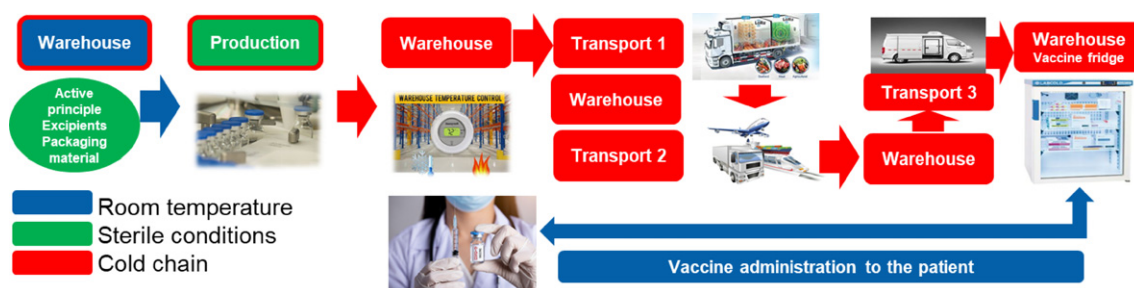 Warehouse
Production
Warehouse
Transport 1
Warehouse
Vaccine fridge
Active
principle
Excipients
Packaging
material
WAREHOUSE TEMPERATURE CONTROL
Warehouse
Transport 3
Transport 2
Warehouse
Room temperature
Sterile conditions
Cold chain
Vaccine administration to the patient